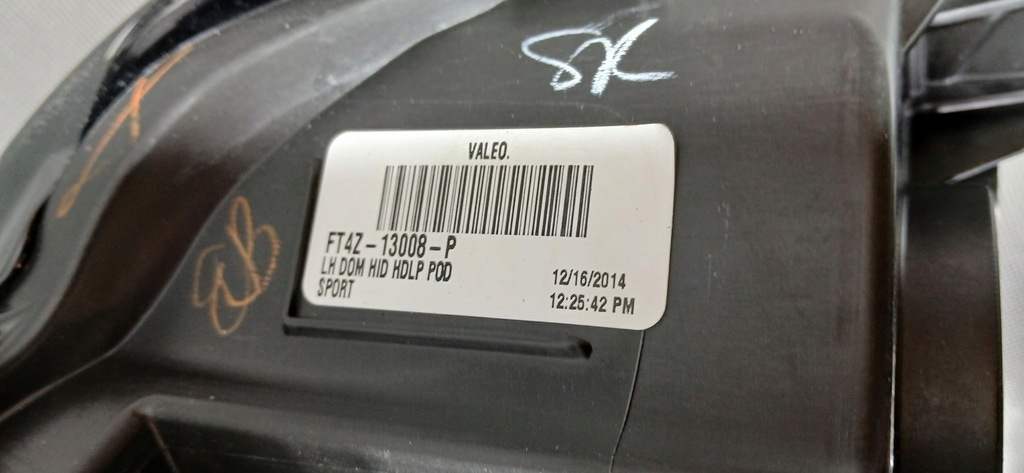 VALEO.
FT4Z-13008-P
LH DOM HID HDLP POD
SPORT
12/16/2014
12:25:42 PM